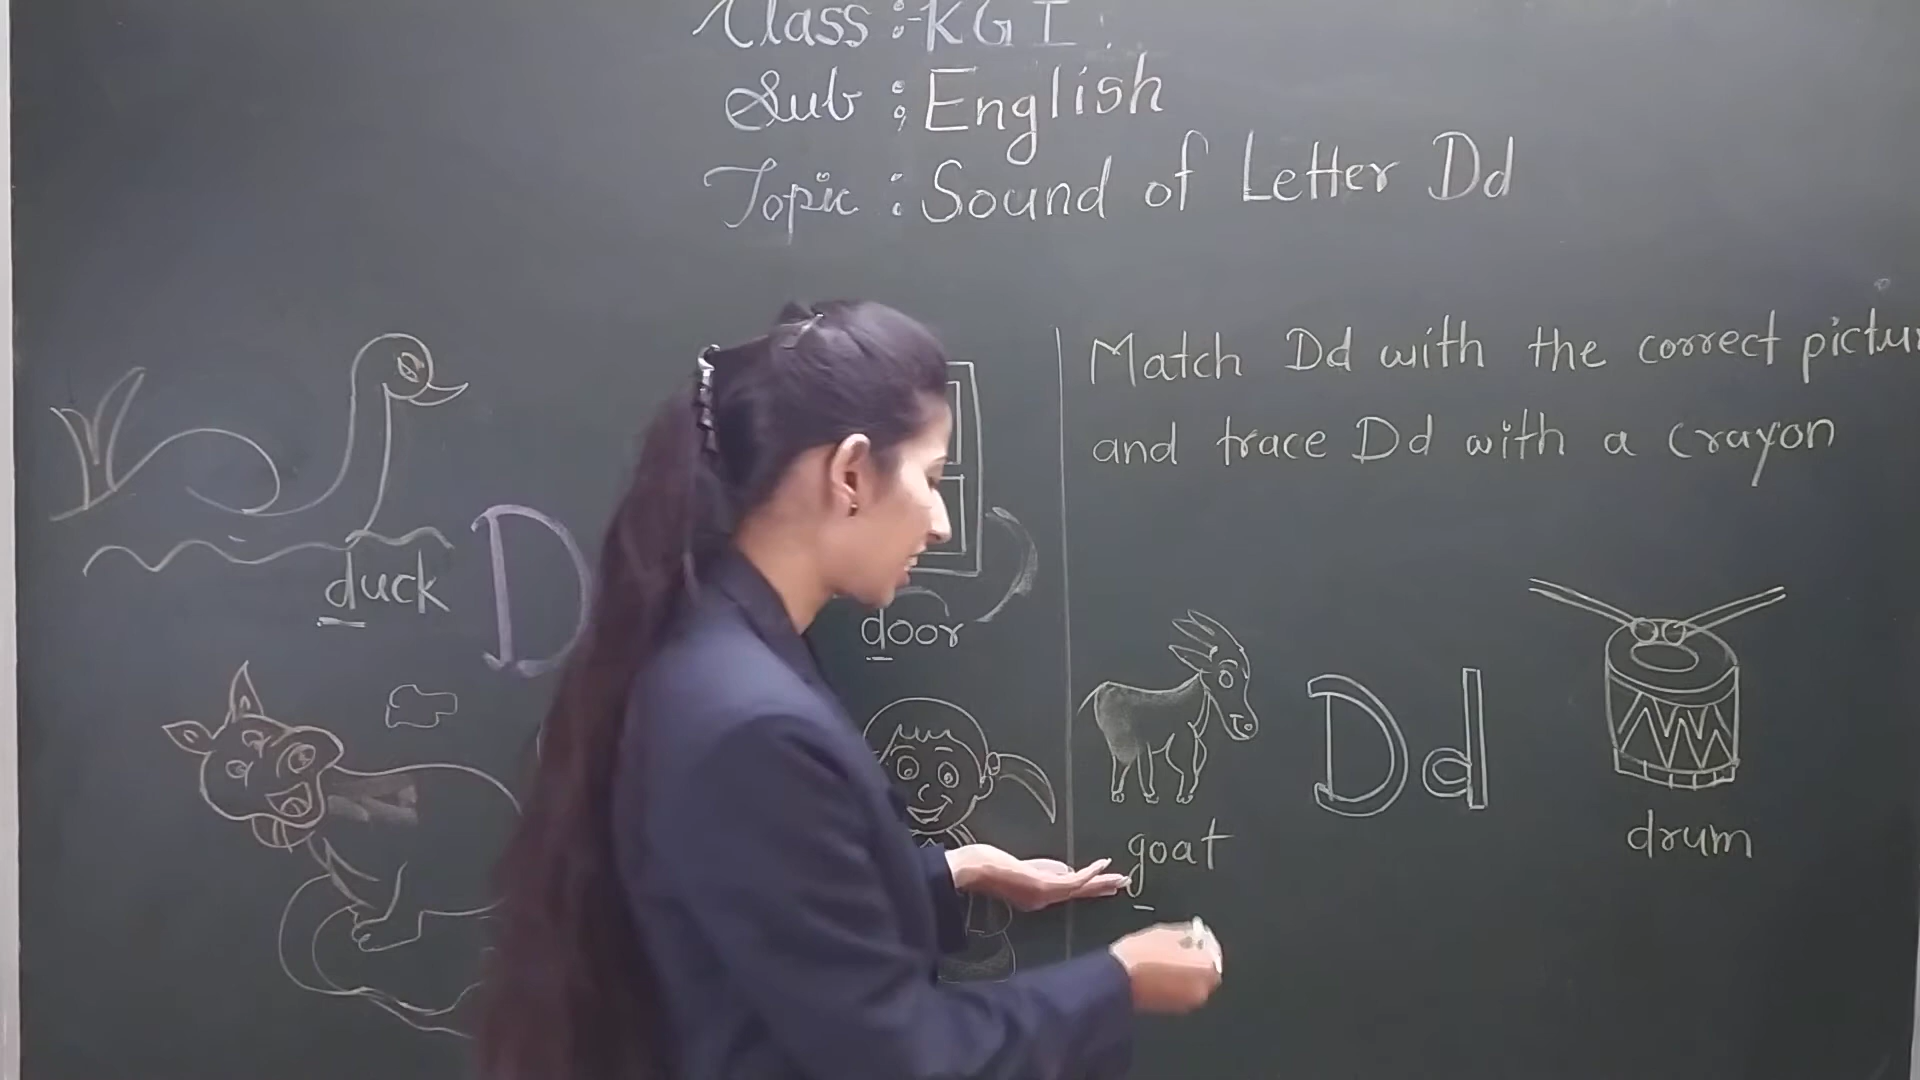 Class :- KG I.
Sub : English
Topic : Sound of Letter Dd
duck
D
door
Match Dd with the correct
and trace Dd with a crayon
goat
Dd
drum